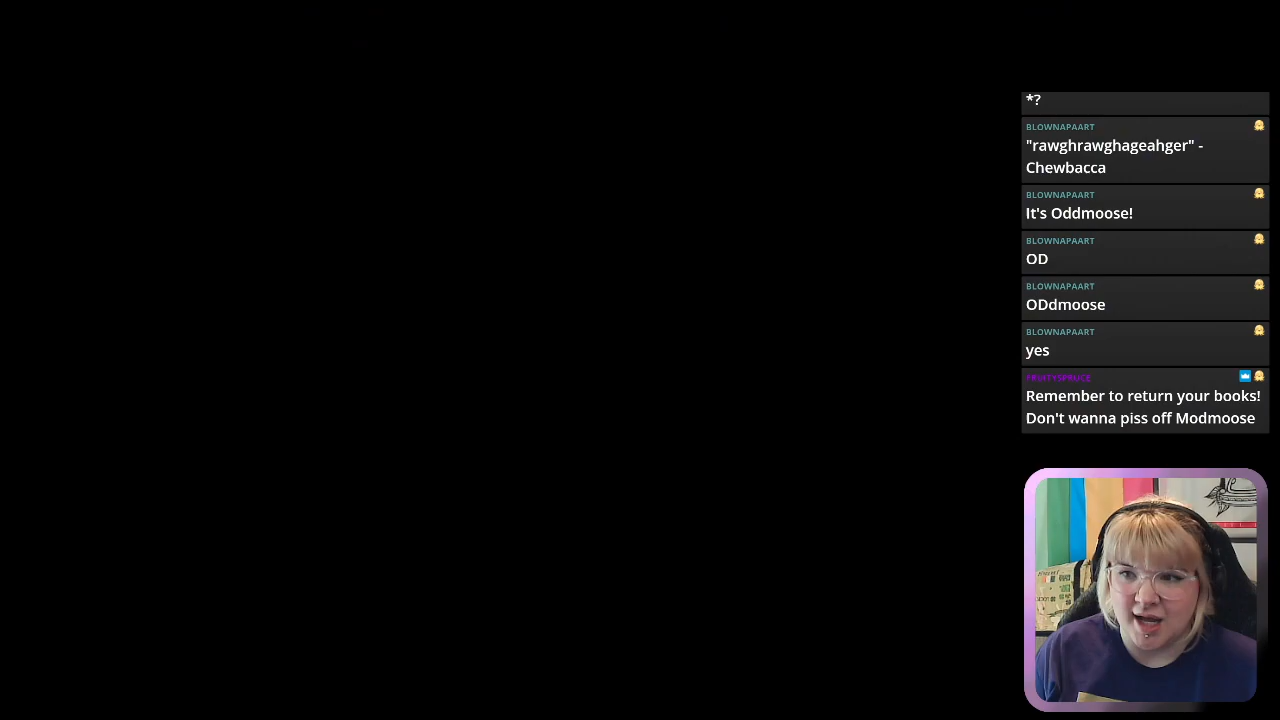 *?
BLOWNAPAART
"rawghrawghageahger" -
Chewbacca
BLOWNAPAART
It's Oddmoose!
BLOWNAPAART
OD
BLOWNAPAART
ODdmoose
BLOWNAPAART
yes
FRUITYSPRUCE
Remember to return your books!
Don't wanna piss off Modmoose